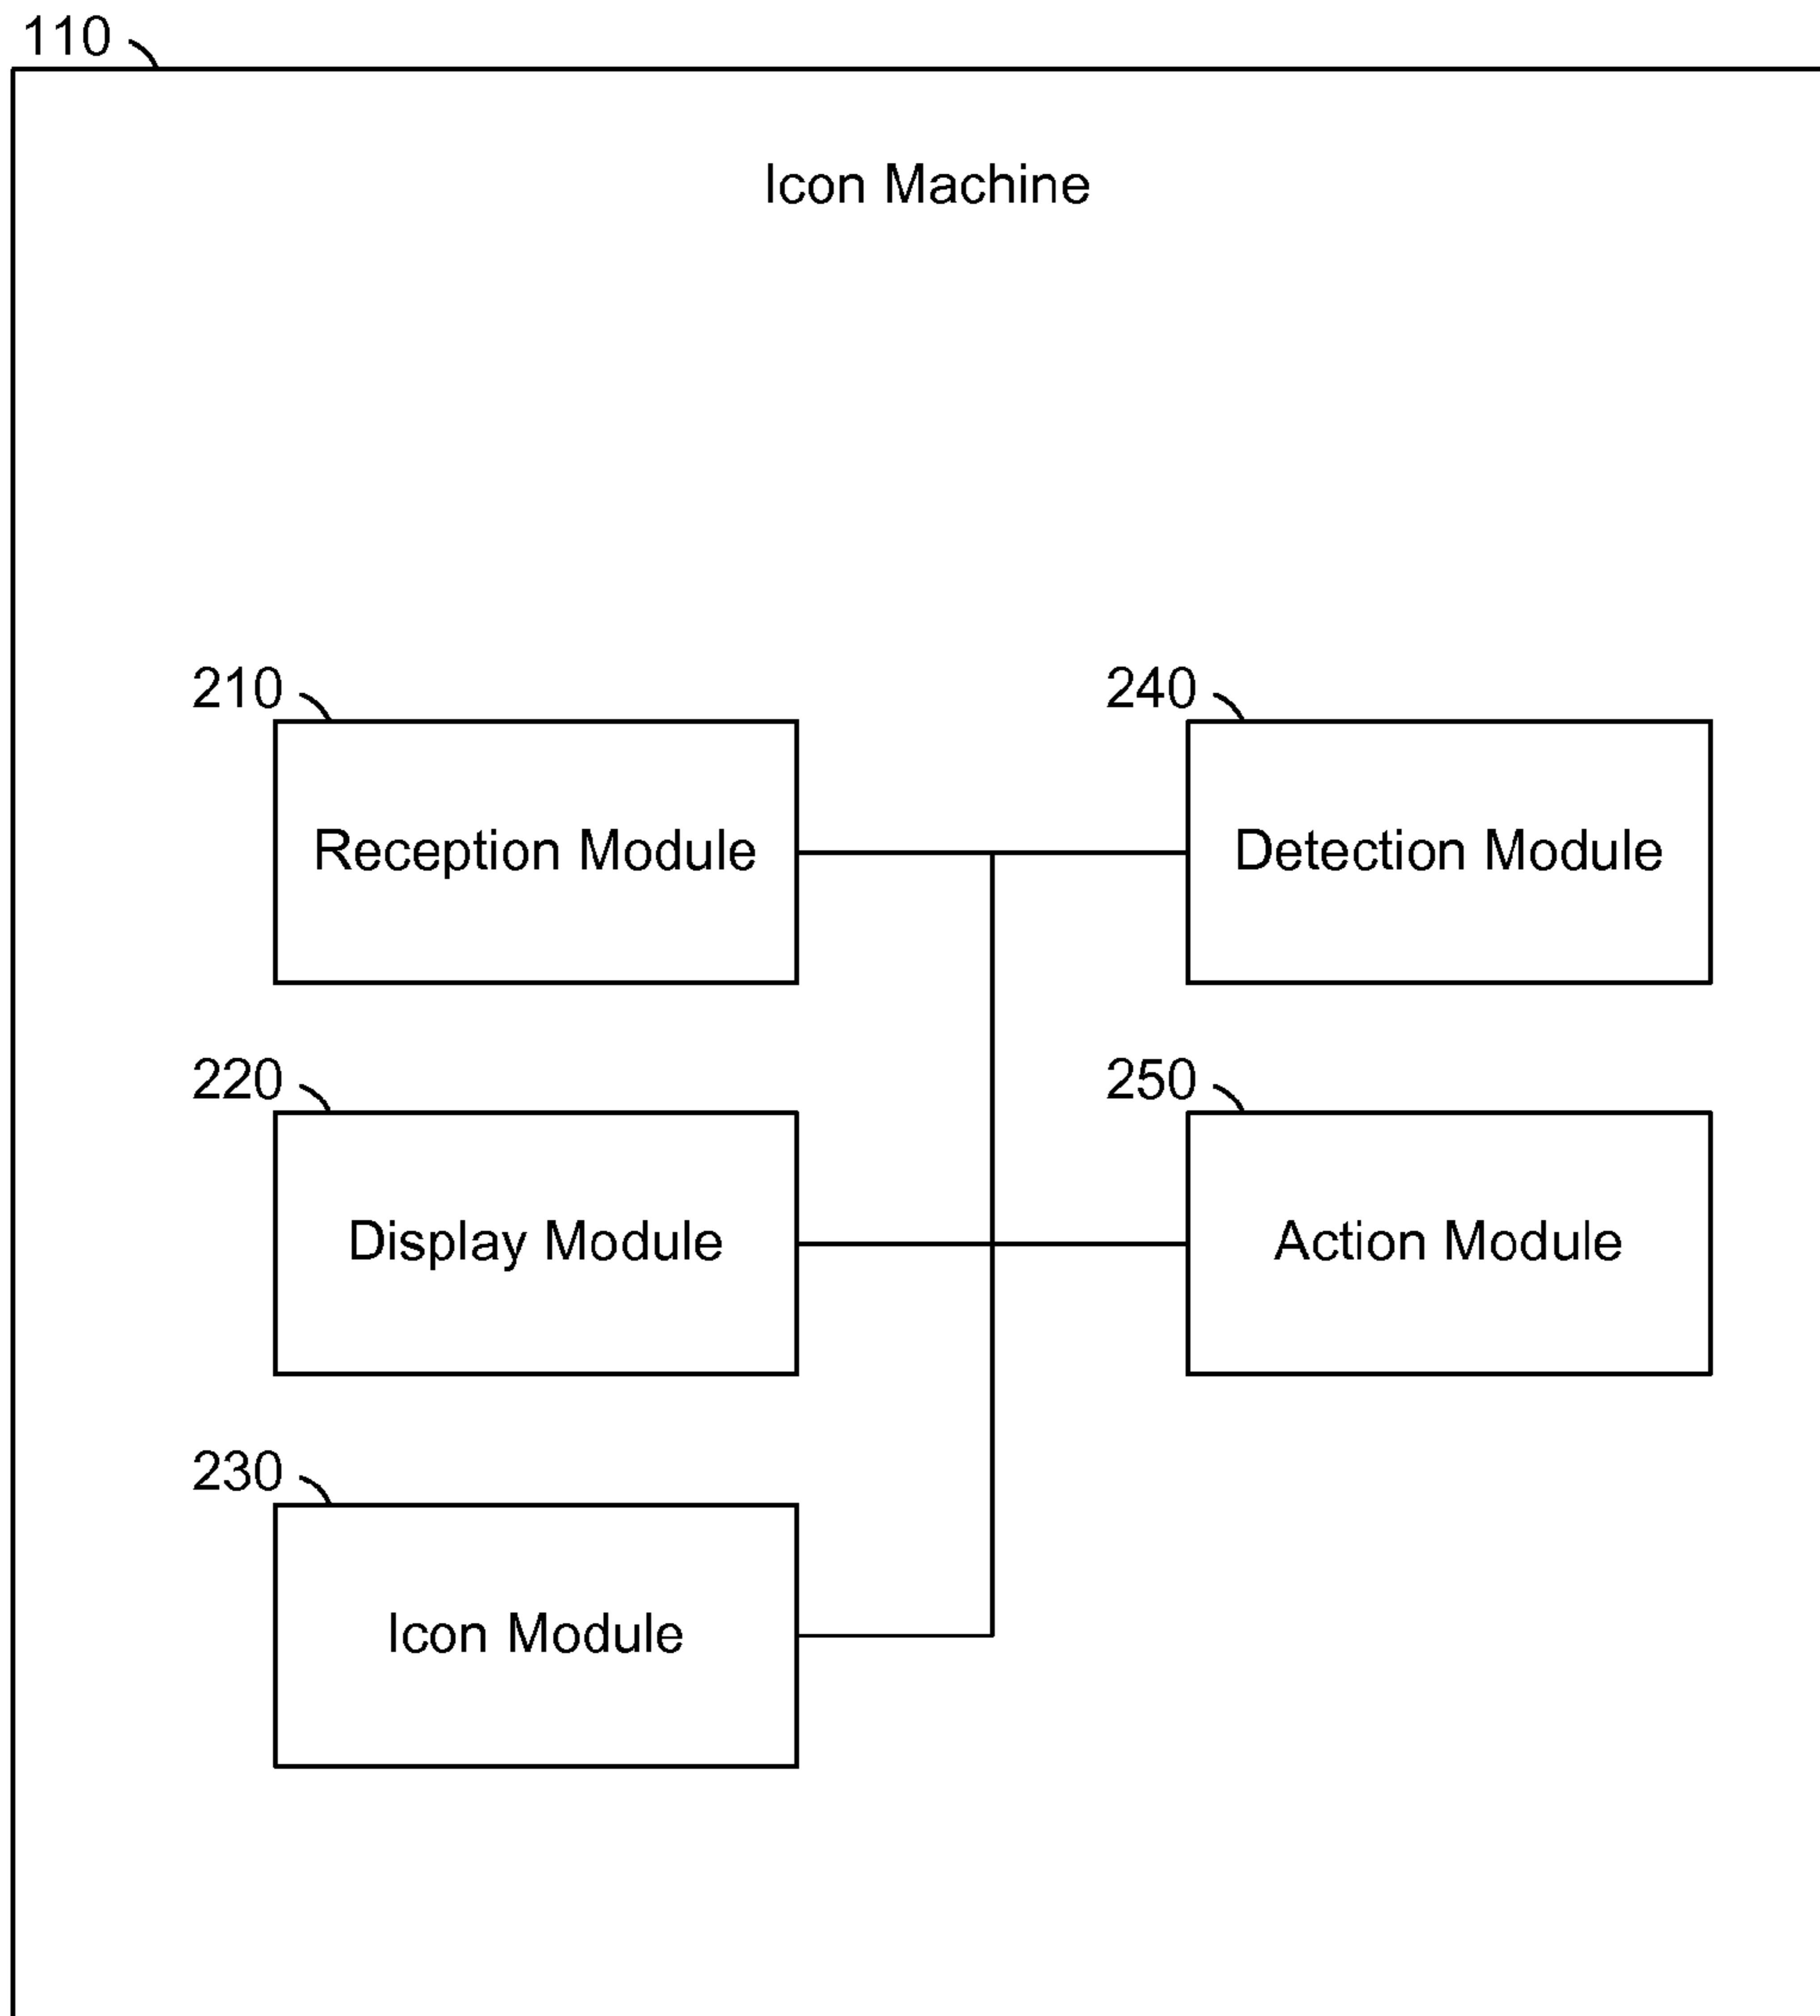 110
Icon Machine
210
Reception Module
240
Detection Module
220
Display Module
250
Action Module
230
Icon Module